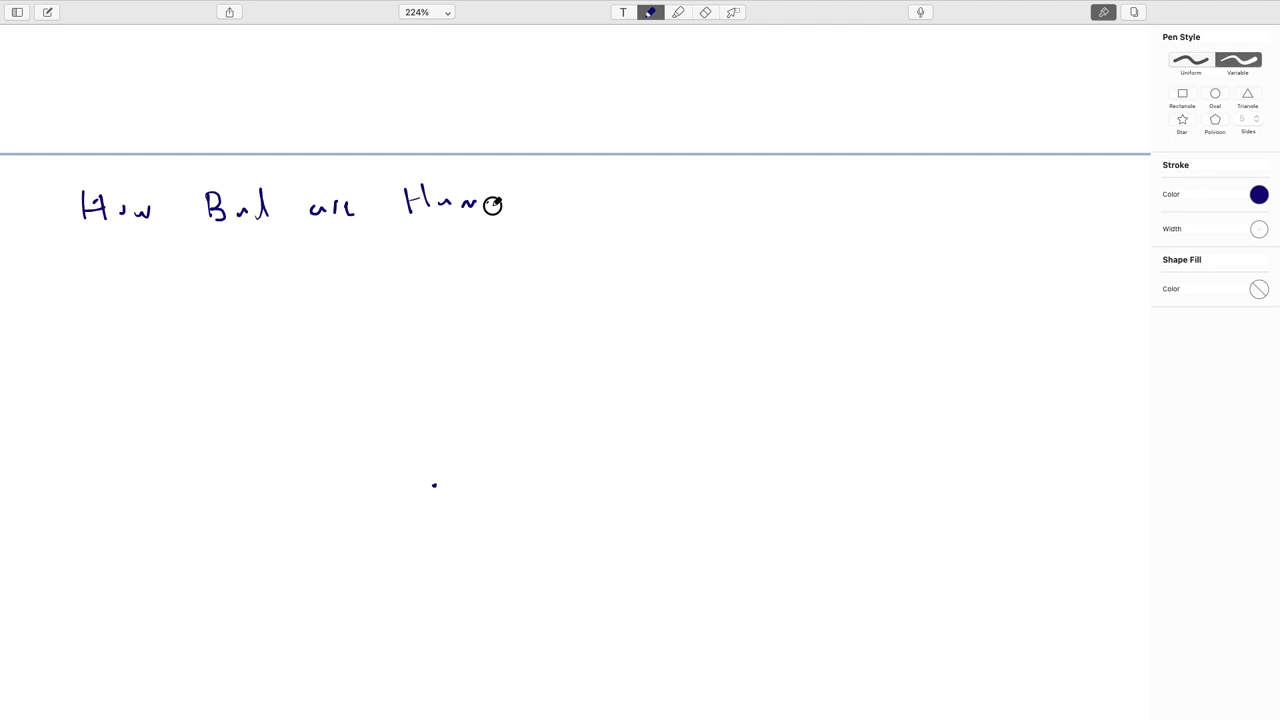 224%
T
Pen Style
Uniform Variable
Rectangle Oval Triangle
5
Star Polygon Sides
Stroke
Color
Width
Shape Fill
Color
How Bad are